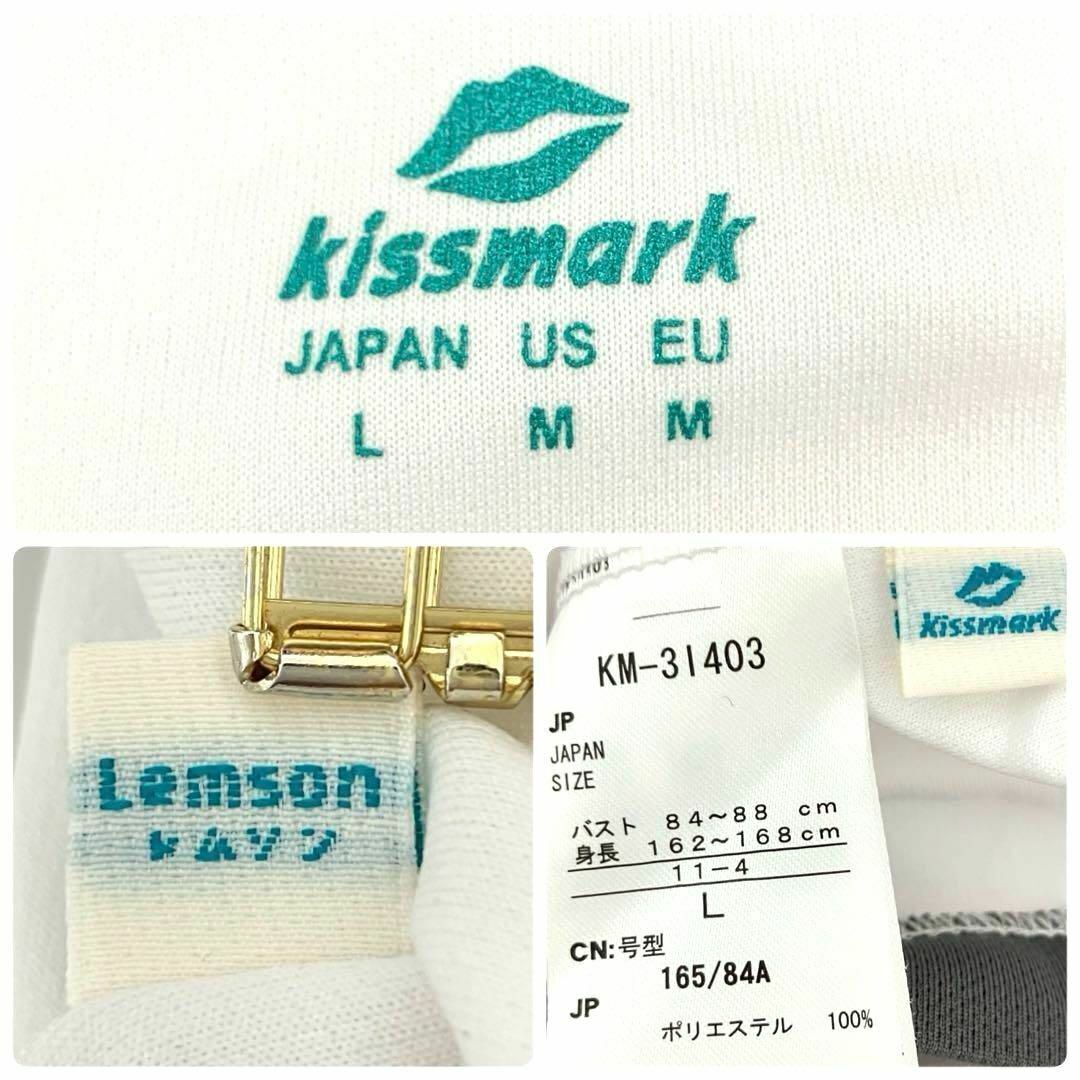 kissmark
JAPAN US EU
L M M
Lemson
トムソン
KM-31403
kissmark
JP
JAPAN
SIZE
バスト 84～88 cm
身長 162～168cm
11-4
L
CN:号型
165/84A
JP
ポリエステル 100%